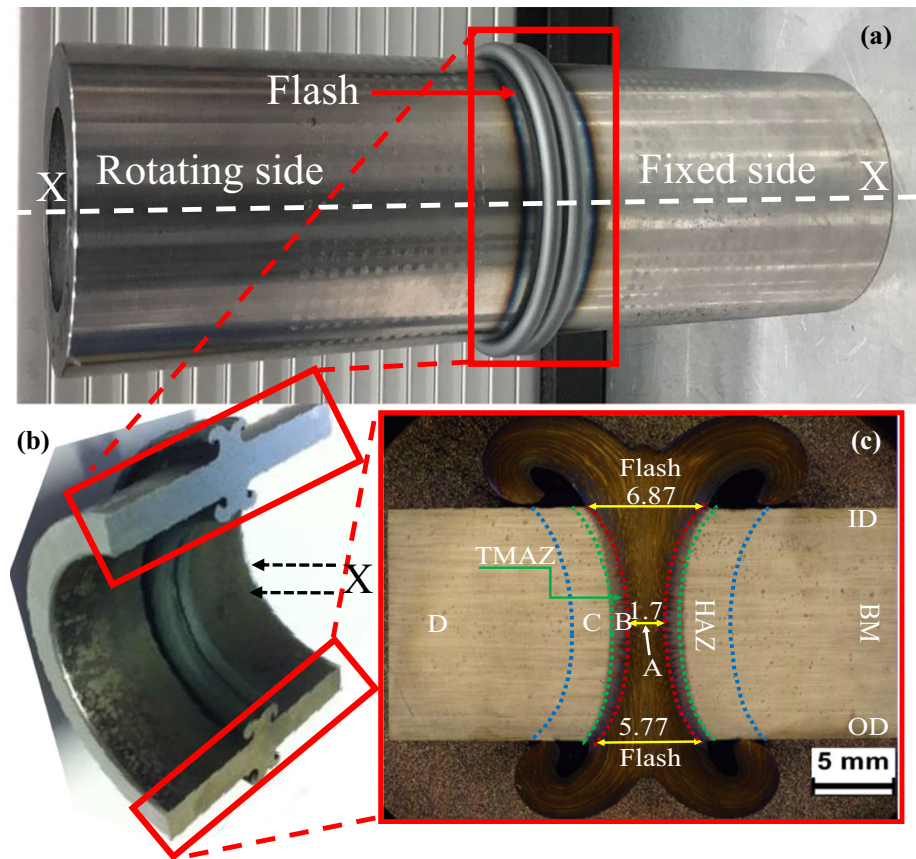 (a)
Flash
X
Rotating side
Fixed side
X
(b)
X
(c)
Flash
6.87
ID
TMAZ
D
C
B
1.7
A
HAZ
BM
5.77
Flash
OD
5 mm